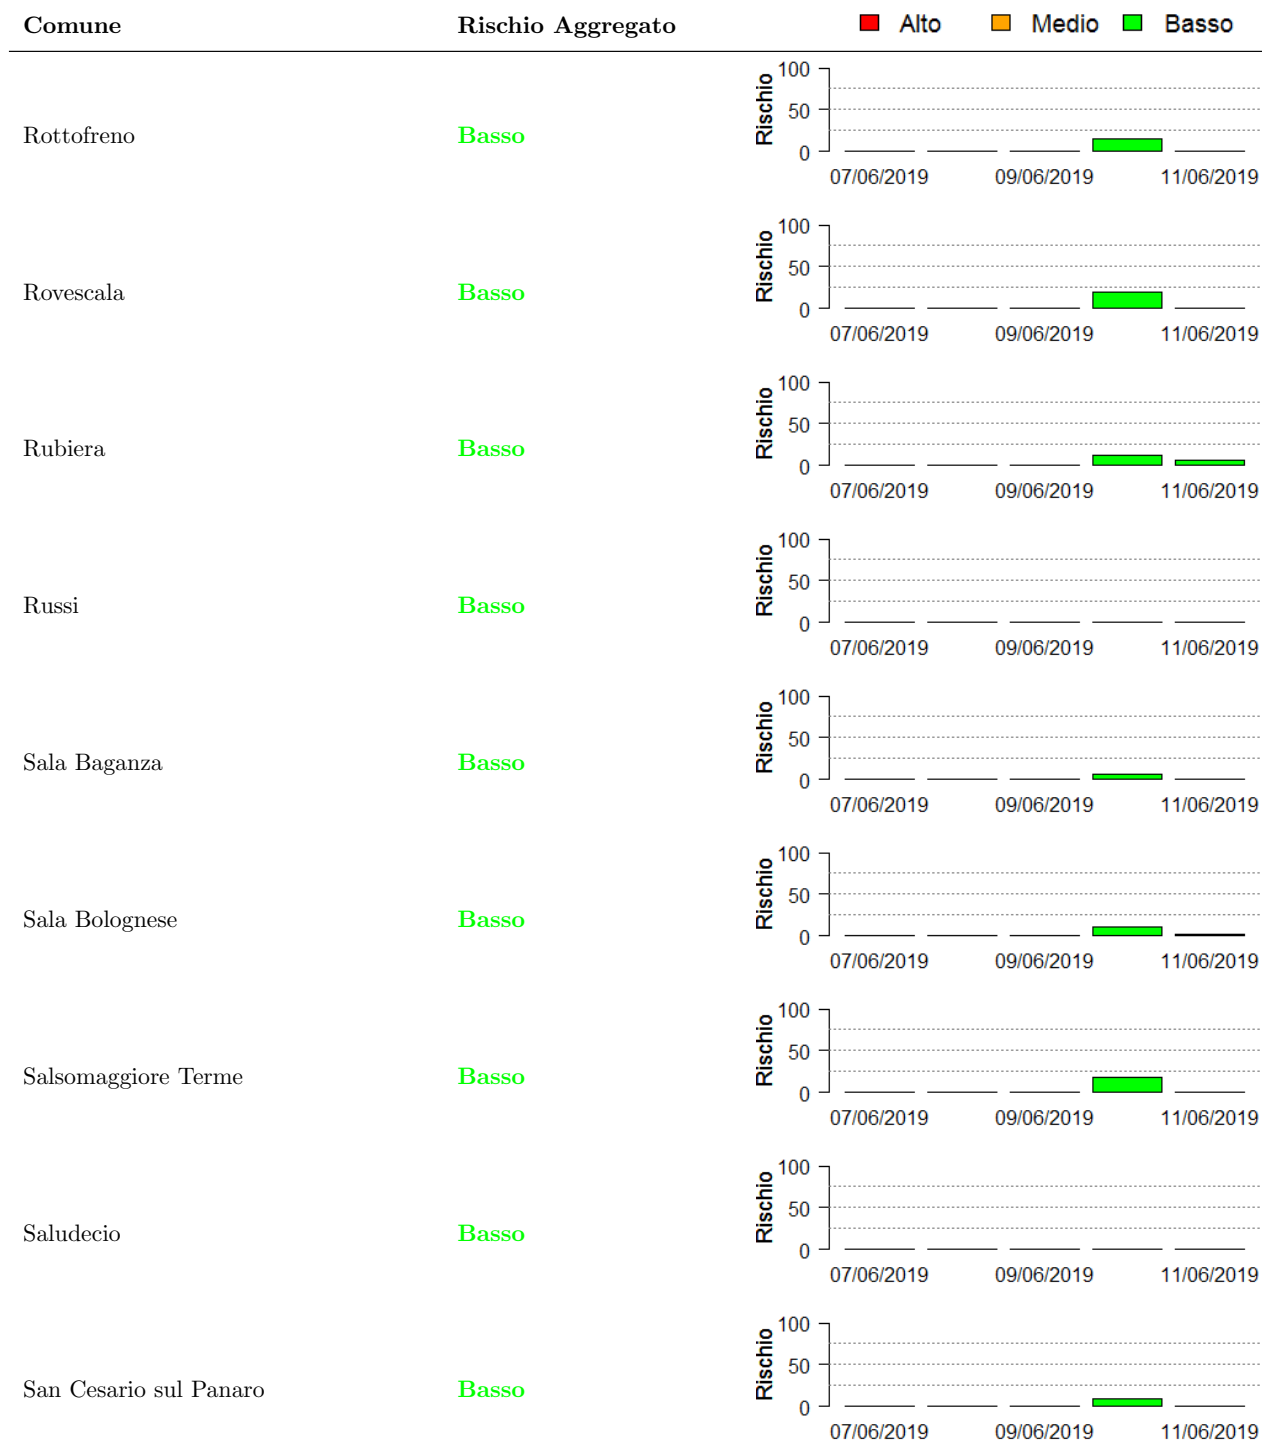 Comune Rischio Aggregato Alto Medio Basso
Rottofreno Basso
Rischio
100
50
0
07/06/2019 09/06/2019 11/06/2019
Rovescala Basso
Rischio
100
50
0
07/06/2019 09/06/2019 11/06/2019
Rubiera Basso
Rischio
100
50
0
07/06/2019 09/06/2019 11/06/2019
Russi Basso
Rischio
100
50
0
07/06/2019 09/06/2019 11/06/2019
Sala Baganza Basso
Rischio
100
50
0
07/06/2019 09/06/2019 11/06/2019
Sala Bolognese Basso
Rischio
100
50
0
07/06/2019 09/06/2019 11/06/2019
Salsomaggiore Terme Basso
Rischio
100
50
0
07/06/2019 09/06/2019 11/06/2019
Saludecio Basso
Rischio
100
50
0
07/06/2019 09/06/2019 11/06/2019
San Cesario sul Panaro Basso
Rischio
100
50
0
07/06/2019 09/06/2019 11/06/2019